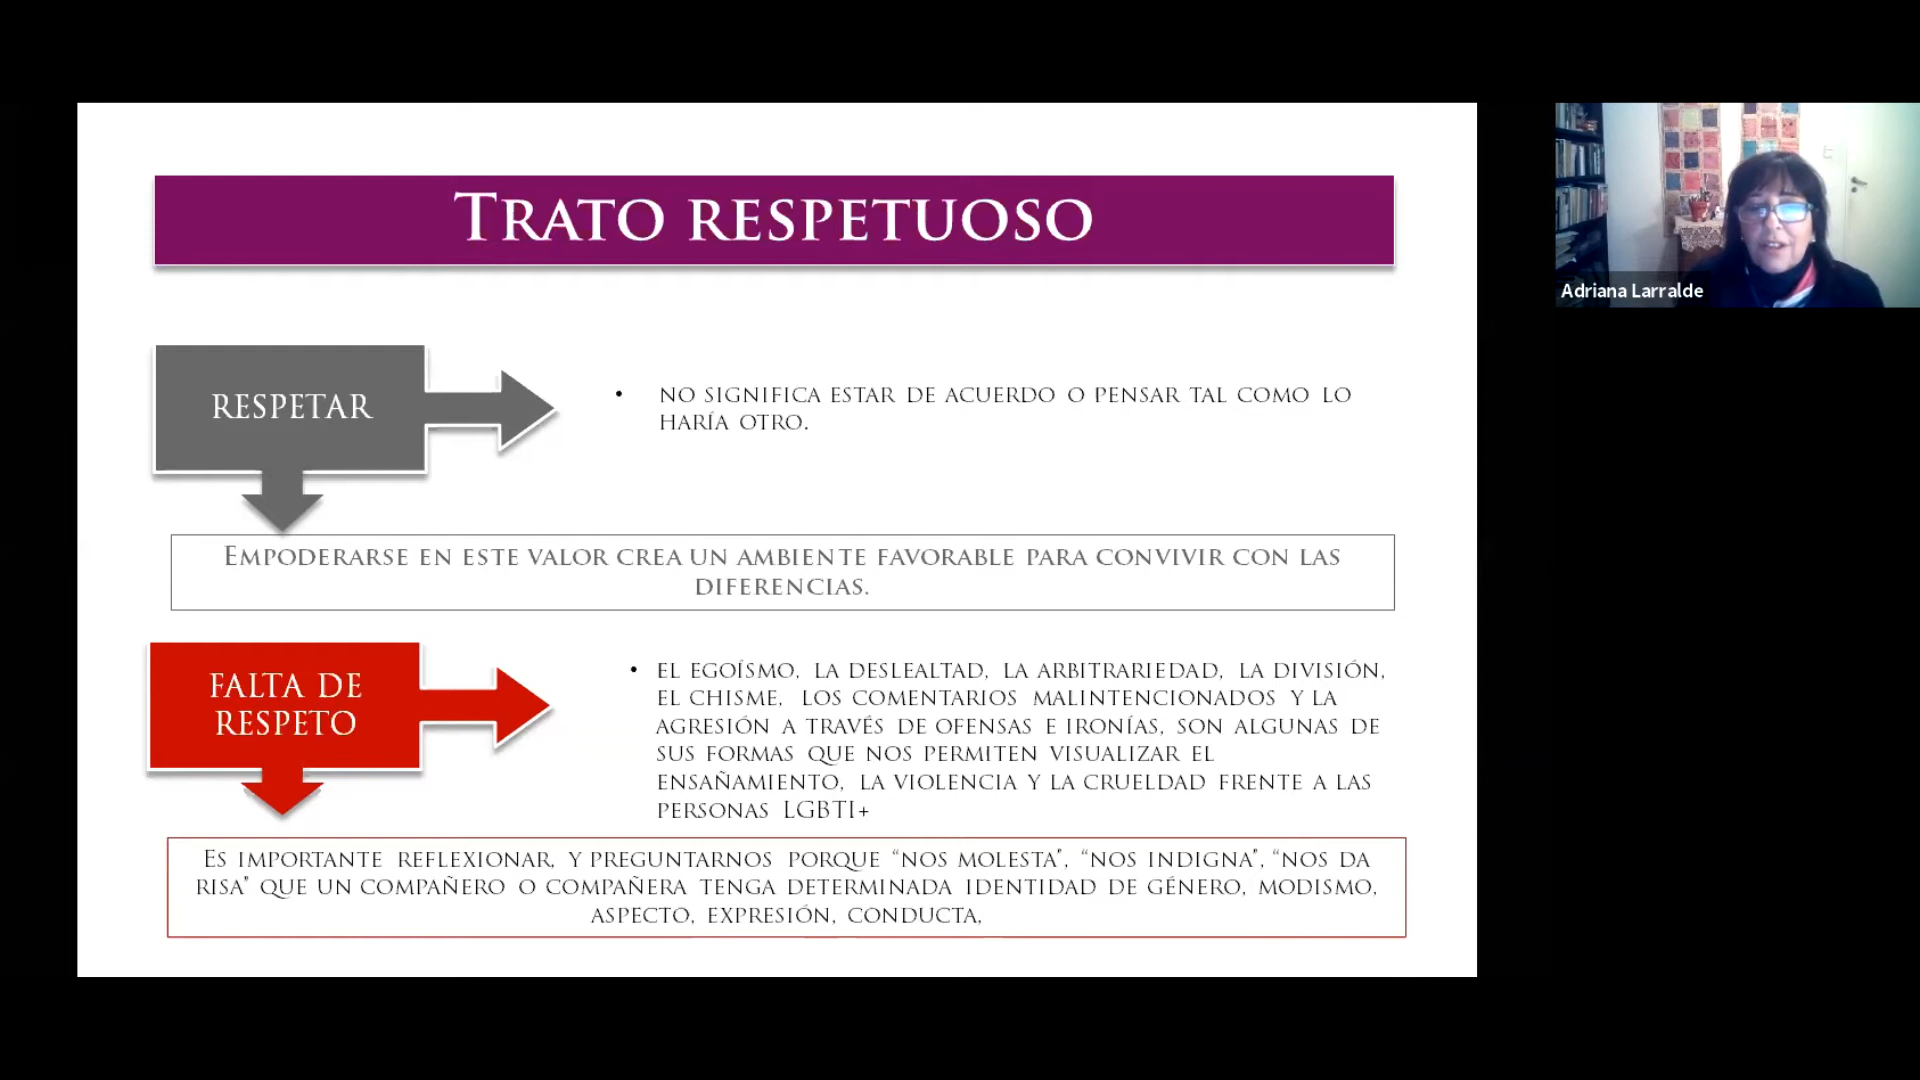 TRATO RESPETUOSO
RESPETAR
• NO SIGNIFICA ESTAR DE ACUERDO O PENSAR TAL COMO LO
HARÍA OTRO.
EMPODERARSE EN ESTE VALOR CREA UN AMBIENTE FAVORABLE PARA CONVIVIR CON LAS
DIFERENCIAS.
FALTA DE
RESPETO
• EL EGOÍSMO, LA DESLEALTAD, LA ARBITRARIEDAD, LA DIVISIÓN,
EL CHISME, LOS COMENTARIOS MALINTENCIONADOS Y LA
AGRESIÓN A TRAVÉS DE OFENSAS E IRONÍAS, SON ALGUNAS DE
SUS FORMAS QUE NOS PERMITEN VISUALIZAR EL
ENSAÑAMIENTO, LA VIOLENCIA Y LA CRUELDAD FRENTE A LAS
PERSONAS LGBTI+
ES IMPORTANTE REFLEXIONAR, Y PREGUNTARNOS PORQUE “NOS MOLESTA”, “NOS INDIGNA”, “NOS DA
RISA” QUE UN COMPAÑERO O COMPAÑERA TENGA DETERMINADA IDENTIDAD DE GÉNERO, MODISMO,
ASPECTO, EXPRESIÓN, CONDUCTA,
Adriana Larralde